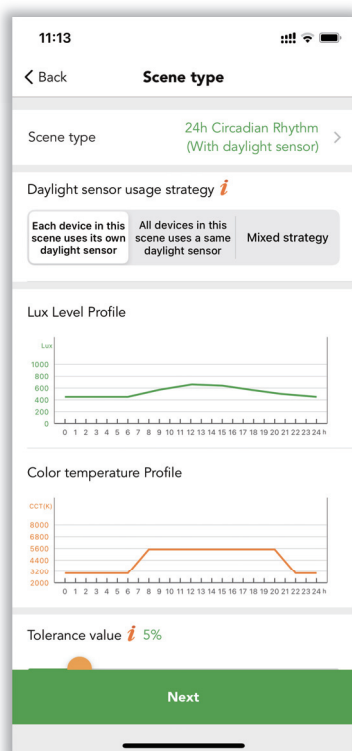 11:13
Back
Scene type
Scene type
24h Circadian Rhythm
(With daylight sensor)
Daylight sensor usage strategy i
Each device in this
scene uses its own
daylight sensor
All devices in this
scene uses a same
daylight sensor
Mixed strategy
Lux Level Profile
Lux
1000
800
600
400
200
0
0 1 2 3 4 5 6 7 8 9 10 11 12 13 14 15 16 17 18 19 20 21 22 23 24 h
Color temperature Profile
CCT(K)
8000
6800
5600
4400
3200
2000
0 1 2 3 4 5 6 7 8 9 10 11 12 13 14 15 16 17 18 19 20 21 22 23 24 h
Tolerance value i 5%
Next